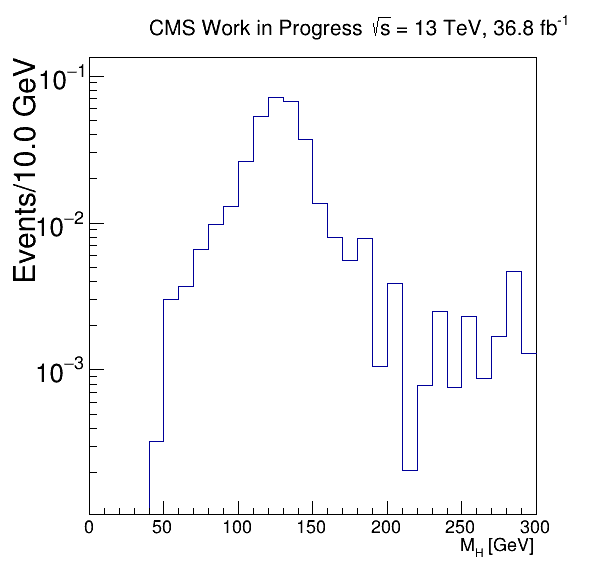 CMS Work in Progress √s = 13 TeV, 36.8 fb⁻¹
Events/10.0 GeV
10⁻¹
10⁻²
10⁻³
0 50 100 150 200 250 300
M_H [GeV]